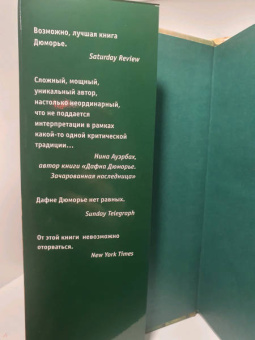 Возможно, лучшая книга
Дюморье.
Saturday Review
Сложный, мощный,
уникальный автор,
настолько неординарный,
что не поддается
интерпретации в рамках
какой-то одной критической
традиции...
Нина Ауэрбах,
автор книги «Дафна Дюморье.
Зачарованная наследница»
Дафне Дюморье нет равных.
Sunday Telegraph
От этой книги невозможно
оторваться.
New York Times